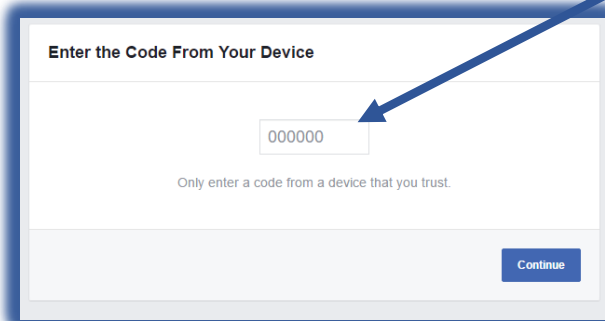 Enter the Code From Your Device
000000
Only enter a code from a device that you trust.
Continue